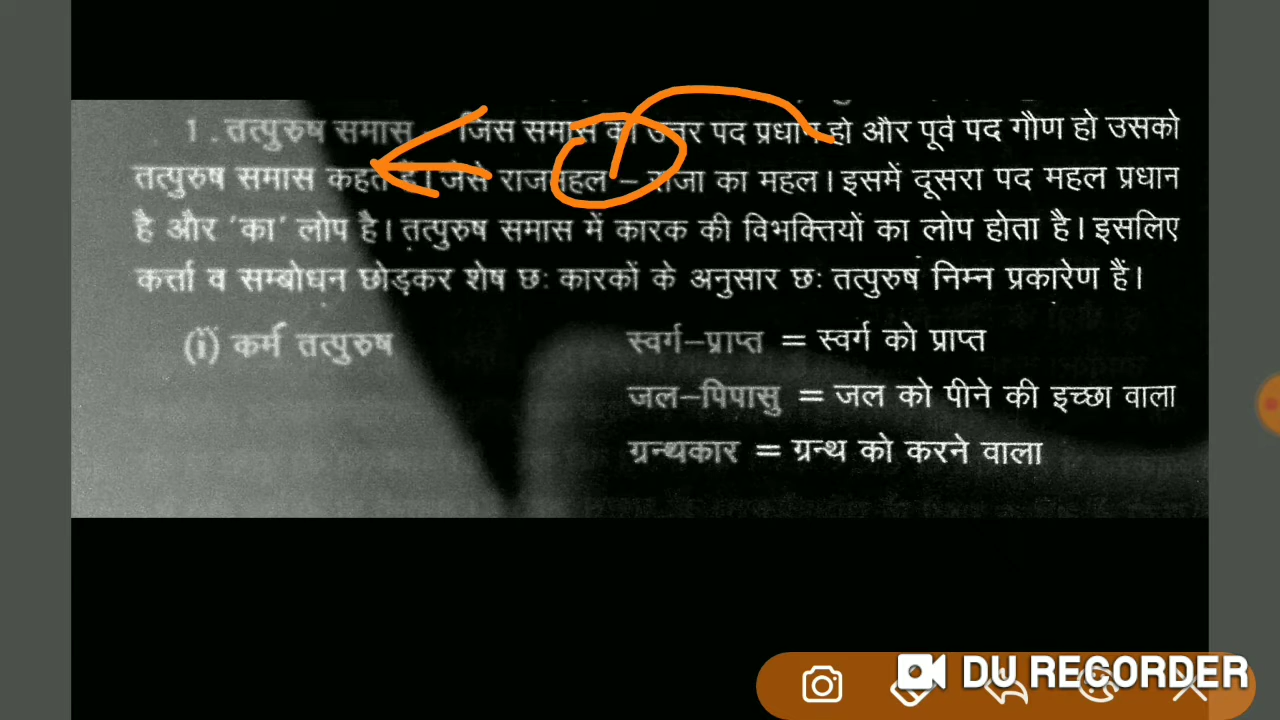 1. तत्पुरुष समास – जिस समास का उत्तर पद प्रधान हो और पूर्व पद गौण हो उसको
तत्पुरुष समास कहते हैं। जैसे राजमहल – राजा का महल। इसमें दूसरा पद महल प्रधान
है और 'का' लोप है। तत्पुरुष समास में कारक की विभक्तियों का लोप होता है। इसलिए
कर्त्ता व सम्बोधन छोड़कर शेष छः कारकों के अनुसार छः तत्पुरुष निम्न प्रकारेण हैं।
(i) कर्म तत्पुरुष स्वर्ग–प्राप्त = स्वर्ग को प्राप्त
जल–पिपासु = जल को पीने की इच्छा वाला
ग्रन्थकार = ग्रन्थ को करने वाला
DU RECORDER